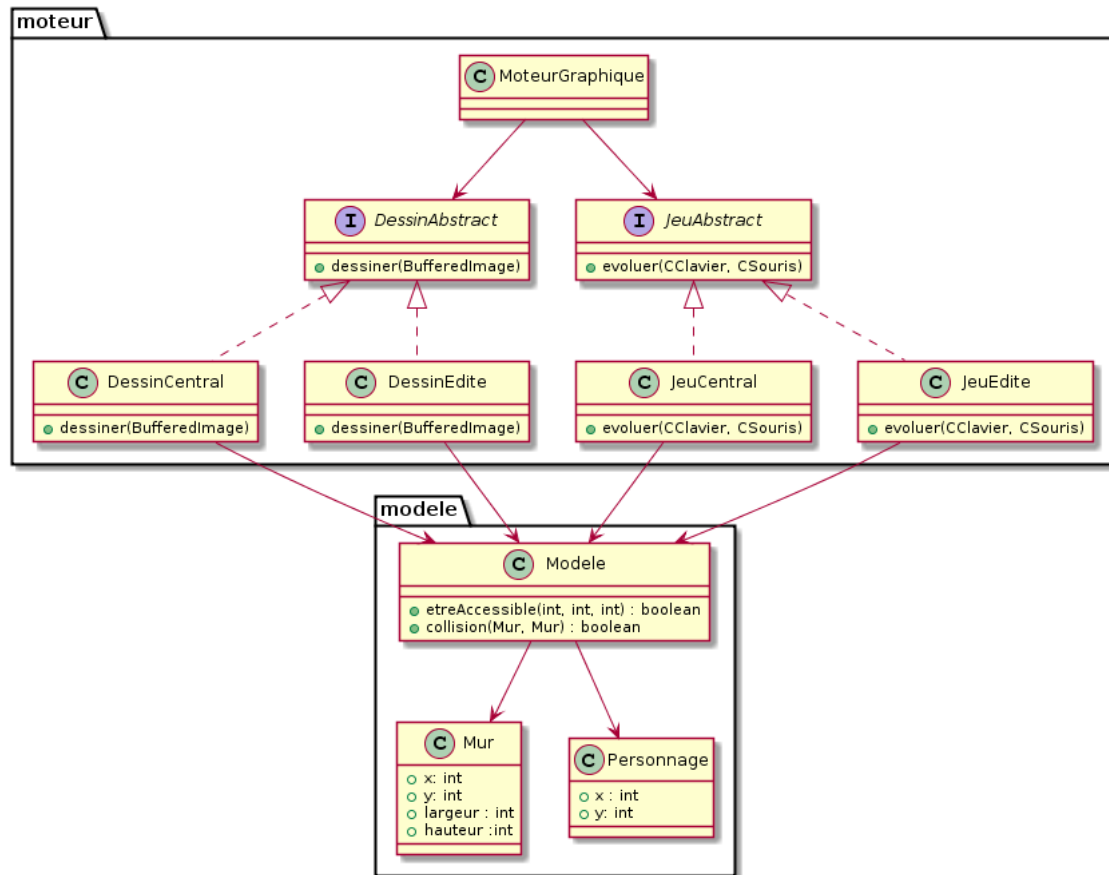 moteur
C MoteurGraphique
I DessinAbstract
dessiner(BufferedImage)
I JeuAbstract
evoluer(CClavier, CSouris)
C DessinCentral
dessiner(BufferedImage)
C DessinEdite
dessiner(BufferedImage)
C JeuCentral
evoluer(CClavier, CSouris)
C JeuEdite
evoluer(CClavier, CSouris)
modele
C Modele
etreAccessible(int, int, int) : boolean
collision(Mur, Mur) : boolean
C Mur
x: int
y: int
largeur : int
hauteur :int
C Personnage
x : int
y: int